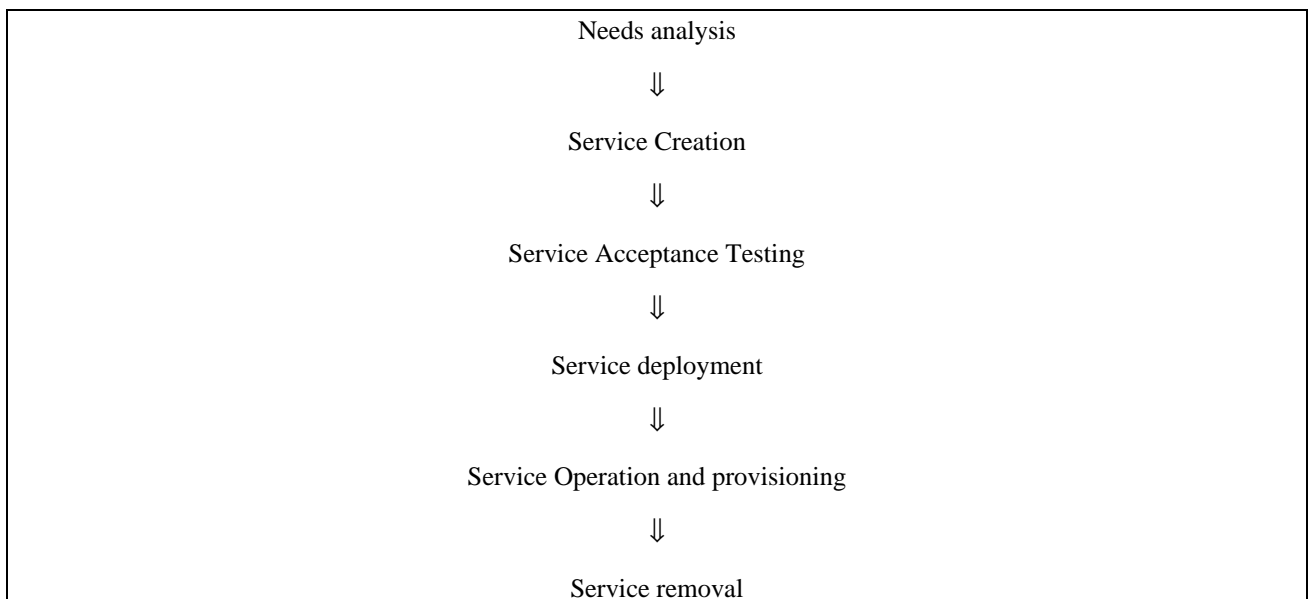 Needs analysis
⇓
Service Creation
⇓
Service Acceptance Testing
⇓
Service deployment
⇓
Service Operation and provisioning
⇓
Service removal